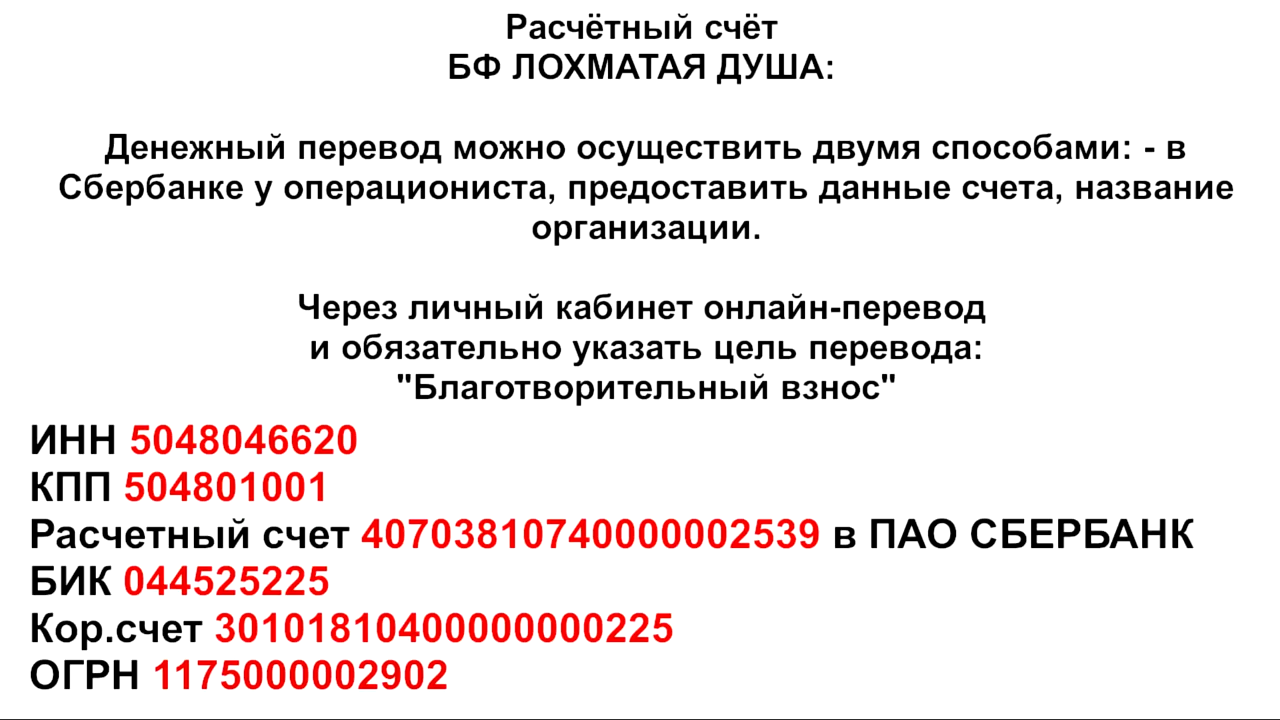 Расчётный счёт
БФ ЛОХМАТАЯ ДУША:
Денежный перевод можно осуществить двумя способами: - в
Сбербанке у операциониста, предоставить данные счета, название
организации.
Через личный кабинет онлайн-перевод
и обязательно указать цель перевода:
"Благотворительный взнос"
ИНН 5048046620
КПП 504801001
Расчетный счет 40703810740000002539 в ПАО СБЕРБАНК
БИК 044525225
Кор.счет 30101810400000000225
ОГРН 1175000002902